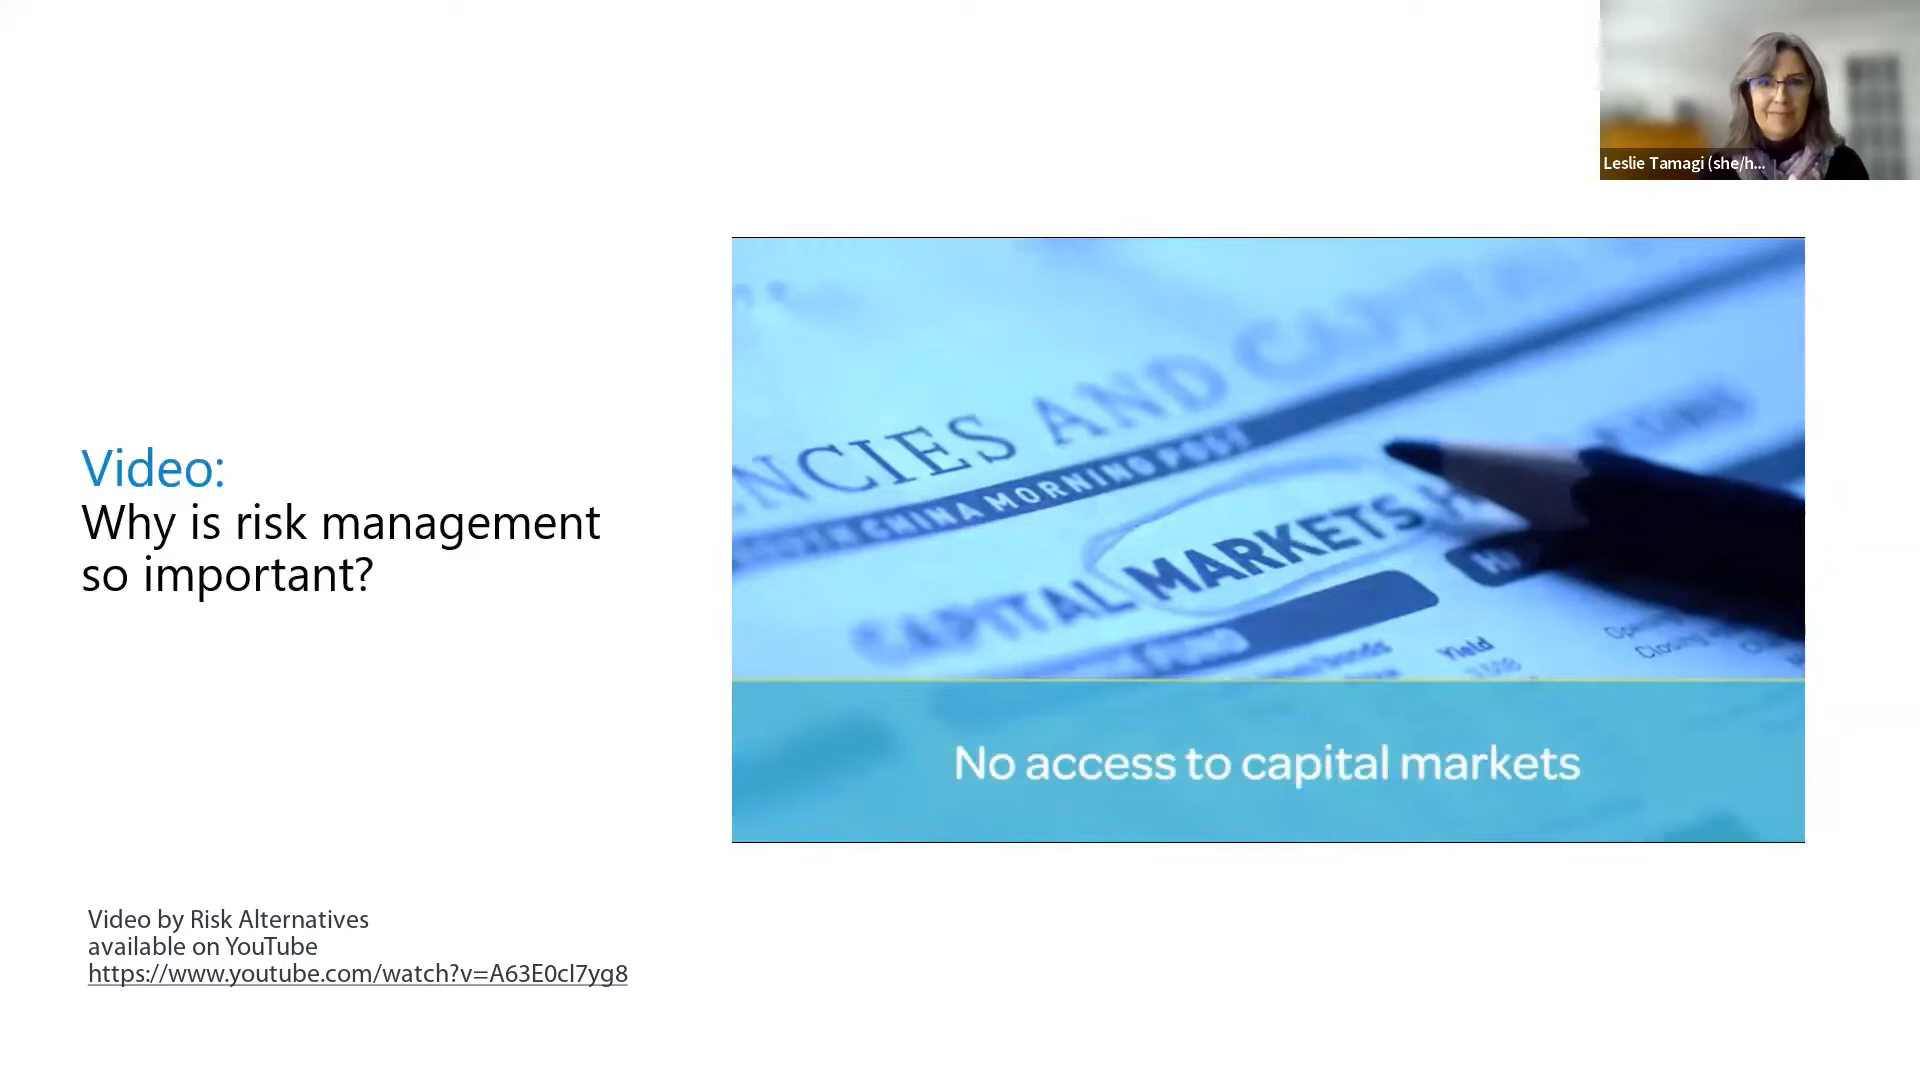 Leslie Tamagi (she/h...
NCIES AND CAPITAL
CHINA MORNING POST
CAPITAL MARKETS
FUND
Yield
Video:
Why is risk management
so important?
No access to capital markets
Video by Risk Alternatives
available on YouTube
https://www.youtube.com/watch?v=A63E0cI7yg8